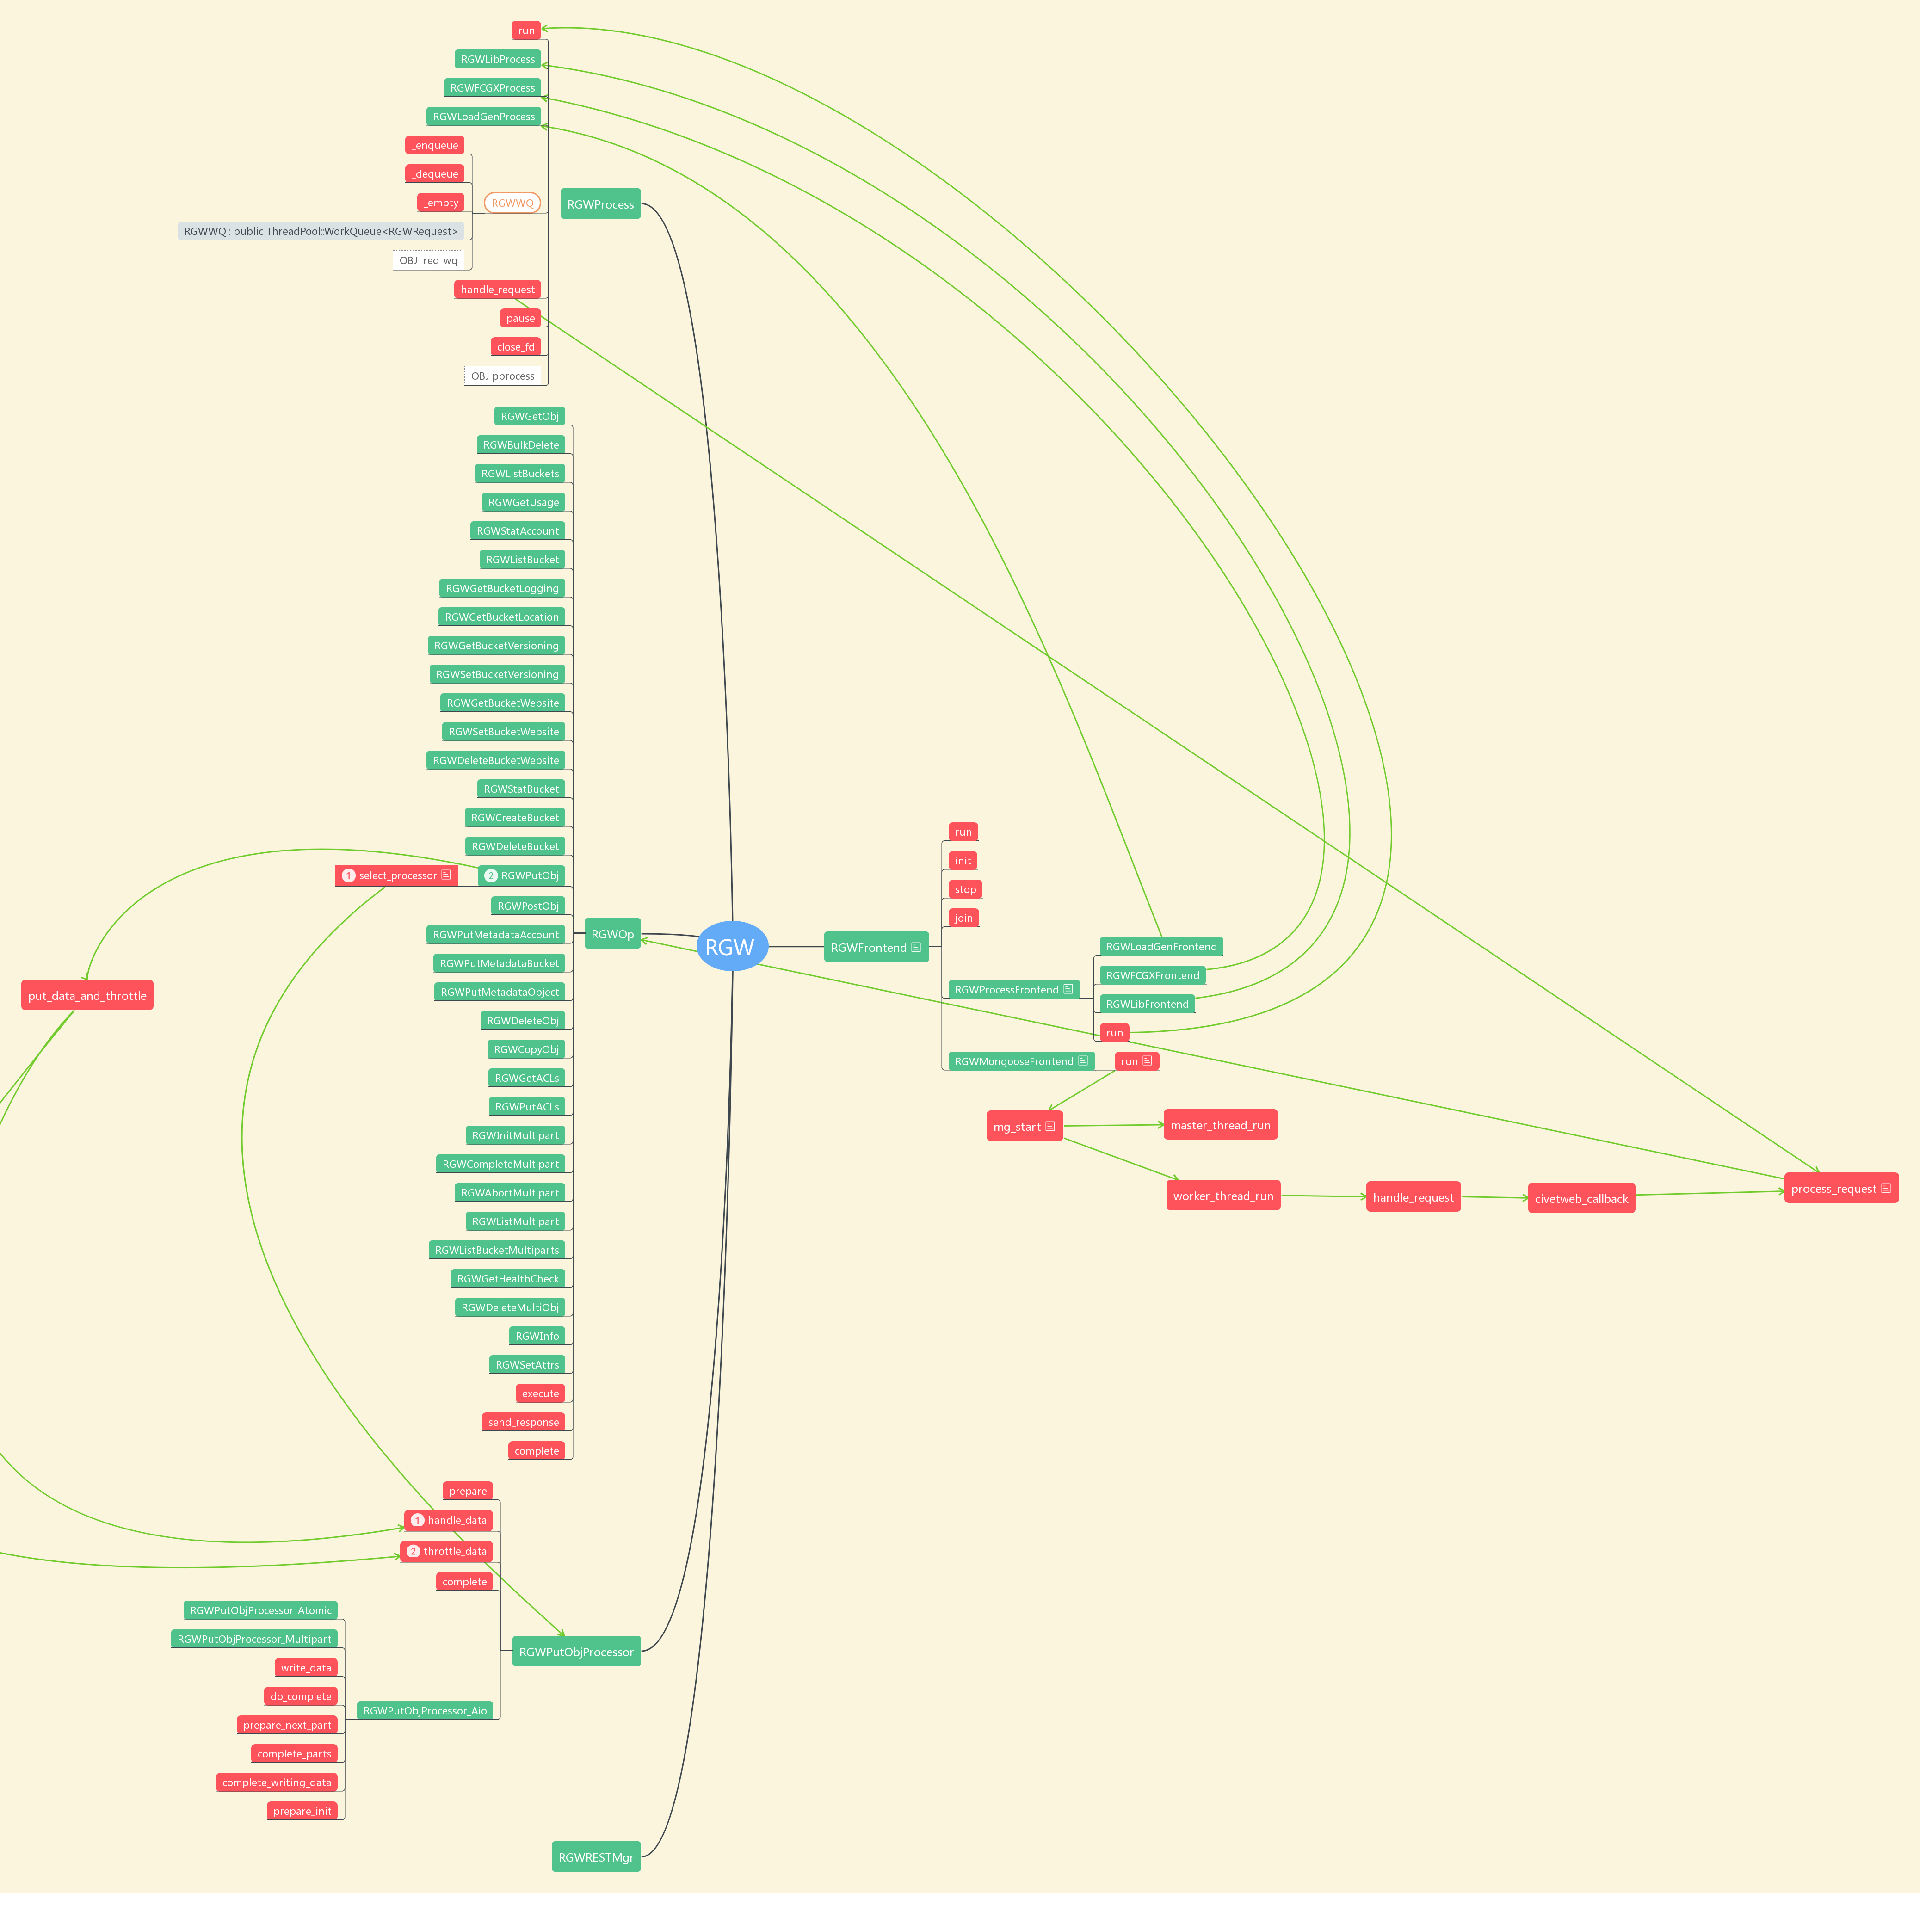 run
RGWLibProcess
RGWFCGXProcess
RGWLoadGenProcess
_enqueue
_dequeue
_empty
RGWWQ
RGWProcess
RGWWQ : public ThreadPool::WorkQueue<RGWRequest>
OBJ req_wq
handle_request
pause
close_fd
OBJ pprocess
RGWGetObj
RGWBulkDelete
RGWListBuckets
RGWGetUsage
RGWStatAccount
RGWListBucket
RGWGetBucketLogging
RGWGetBucketLocation
RGWGetBucketVersioning
RGWSetBucketVersioning
RGWGetBucketWebsite
RGWSetBucketWebsite
RGWDeleteBucketWebsite
RGWStatBucket
RGWCreateBucket
RGWDeleteBucket
1 select_processor
2 RGWPutObj
RGWPostObj
RGWPutMetadataAccount
RGWOp
RGWPutMetadataBucket
RGWPutMetadataObject
RGWDeleteObj
RGWCopyObj
RGWGetACLs
RGWPutACLs
RGWInitMultipart
RGWCompleteMultipart
RGWAbortMultipart
RGWListMultipart
RGWListBucketMultiparts
RGWGetHealthCheck
RGWDeleteMultiObj
RGWInfo
RGWSetAttrs
execute
send_response
complete
put_data_and_throttle
RGW
RGWFrontend
run
init
stop
join
RGWProcessFrontend
RGWLoadGenFrontend
RGWFCGXFrontend
RGWLibFrontend
run
RGWMongooseFrontend
run
mg_start
master_thread_run
worker_thread_run
handle_request
civetweb_callback
process_request
prepare
1 handle_data
2 throttle_data
complete
RGWPutObjProcessor
RGWPutObjProcessor_Atomic
RGWPutObjProcessor_Multipart
write_data
do_complete
RGWPutObjProcessor_Aio
prepare_next_part
complete_parts
complete_writing_data
prepare_init
RGWRESTMgr